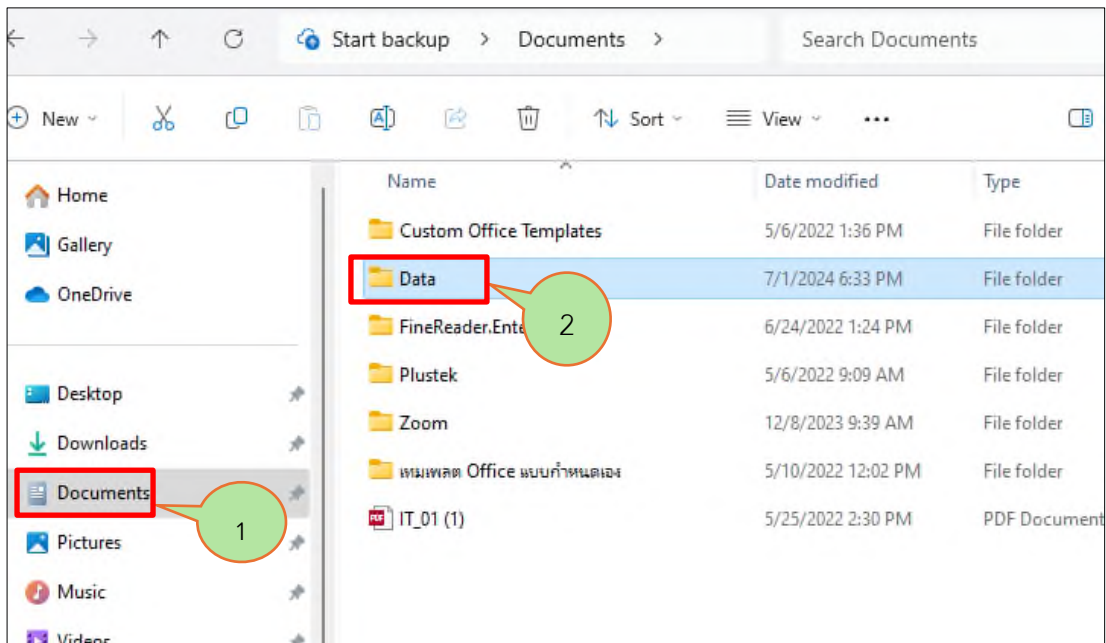 Start backup > Documents >
Search Documents
New
Sort
View
Name Date modified Type
Home
Gallery
OneDrive
Desktop
Downloads
Documents
Pictures
Music
Videos
Custom Office Templates 5/6/2022 1:36 PM File folder
Data 7/1/2024 6:33 PM File folder
FineReader.Ente 6/24/2022 1:24 PM File folder
Plustek 5/6/2022 9:09 AM File folder
Zoom 12/8/2023 9:39 AM File folder
เทมเพลต Office แบบกำหนดเอง 5/10/2022 12:02 PM File folder
IT_01 (1) 5/25/2022 2:30 PM PDF Document
1
2